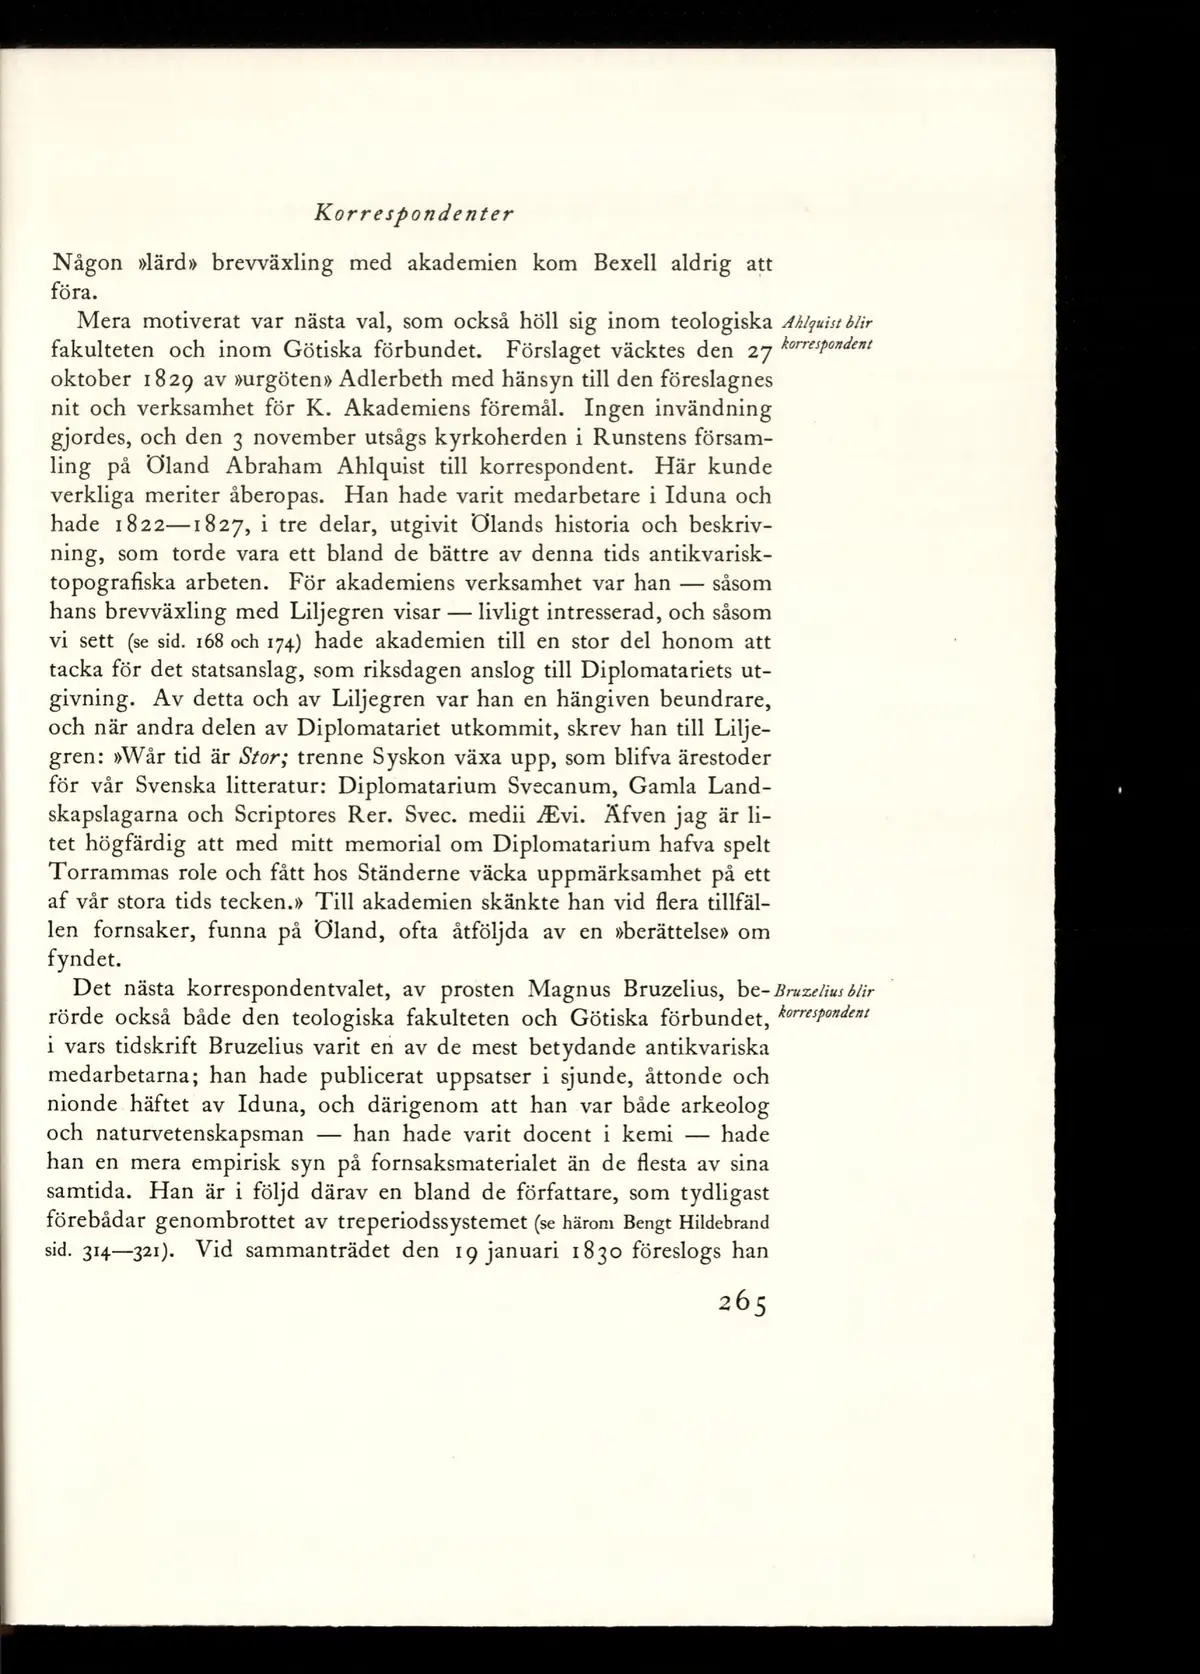 Korrespondenter
Någon »lärd» brevväxling med akademien kom Bexell aldrig att
föra.
Mera motiverat var nästa val, som också höll sig inom teologiska
Ahlquist blir
fakulteten och inom Götiska förbundet. Förslaget väcktes den 27
korrespondent
oktober 1829 av »urgöten» Adlerbeth med hänsyn till den föreslagnes
nit och verksamhet för K. Akademiens föremål. Ingen invändning
gjordes, och den 3 november utsågs kyrkoherden i Runstens försam-
ling på Öland Abraham Ahlquist till korrespondent. Här kunde
verkliga meriter åberopas. Han hade varit medarbetare i Iduna och
hade 1822—1827, i tre delar, utgivit Ölands historia och beskriv-
ning, som torde vara ett bland de bättre av denna tids antikvarisk-
topografiska arbeten. För akademiens verksamhet var han — såsom
hans brevväxling med Liljegren visar — livligt intresserad, och såsom
vi sett (se sid. 168 och 174) hade akademien till en stor del honom att
tacka för det statsanslag, som riksdagen anslog till Diplomatariets ut-
givning. Av detta och av Liljegren var han en hängiven beundrare,
och när andra delen av Diplomatariet utkommit, skrev han till Lilje-
gren: »Wår tid är Stor; trenne Syskon växa upp, som blifva ärestoder
för vår Svenska litteratur: Diplomatarium Svecanum, Gamla Land-
skapslagarna och Scriptores Rer. Svec. medii Ævi. Äfven jag är li-
tet högfärdig att med mitt memorial om Diplomatarium hafva spelt
Torrammas role och fått hos Ständerne väcka uppmärksamhet på ett
af vår stora tids tecken.» Till akademien skänkte han vid flera tillfäl-
len fornsaker, funna på Öland, ofta åtföljda av en »berättelse» om
fyndet.
Det nästa korrespondentvalet, av prosten Magnus Bruzelius, be-
Bruzelius blir
rörde också både den teologiska fakulteten och Götiska förbundet,
korrespondent
i vars tidskrift Bruzelius varit en av de mest betydande antikvariska
medarbetarna; han hade publicerat uppsatser i sjunde, åttonde och
nionde häftet av Iduna, och därigenom att han var både arkeolog
och naturvetenskapsman — han hade varit docent i kemi — hade
han en mera empirisk syn på fornsaksmaterialet än de flesta av sina
samtida. Han är i följd därav en bland de författare, som tydligast
förebådar genombrottet av treperiodssystemet (se härom Bengt Hildebrand
sid. 314—321). Vid sammanträdet den 19 januari 1830 föreslogs han
265